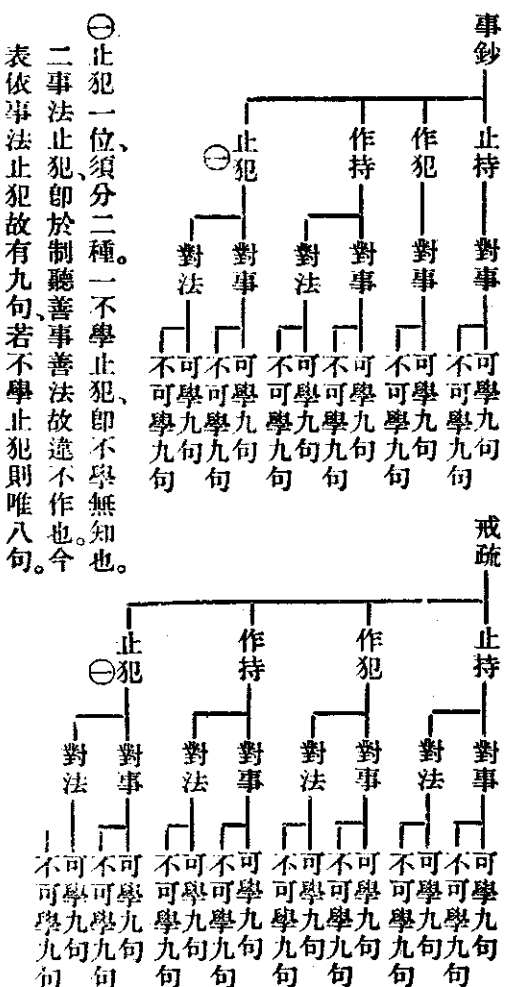 事鈔
止持
對事
可學九句
不可學九句
作犯
對事
可學九句
不可學九句
作持
對事
可學九句
不可學九句
對法
可學九句
不可學九句
止犯
㊀
對事
可學九句
不可學九句
對法
可學九句
不可學九句
㊀止犯一位、須分二種。一不學止犯、卽不學無知也。
二事法止犯、卽於制聽善事善法故違不作也。今
表依事法止犯故有九句、若不學止犯則唯八句。
戒疏
止持
對事
可學九句
不可學九句
對法
可學九句
不可學九句
作犯
對事
可學九句
不可學九句
對法
可學九句
不可學九句
作持
對事
可學九句
不可學九句
對法
可學九句
不可學九句
止犯
㊀
對事
可學九句
不可學九句
對法
可學九句
不可學九句